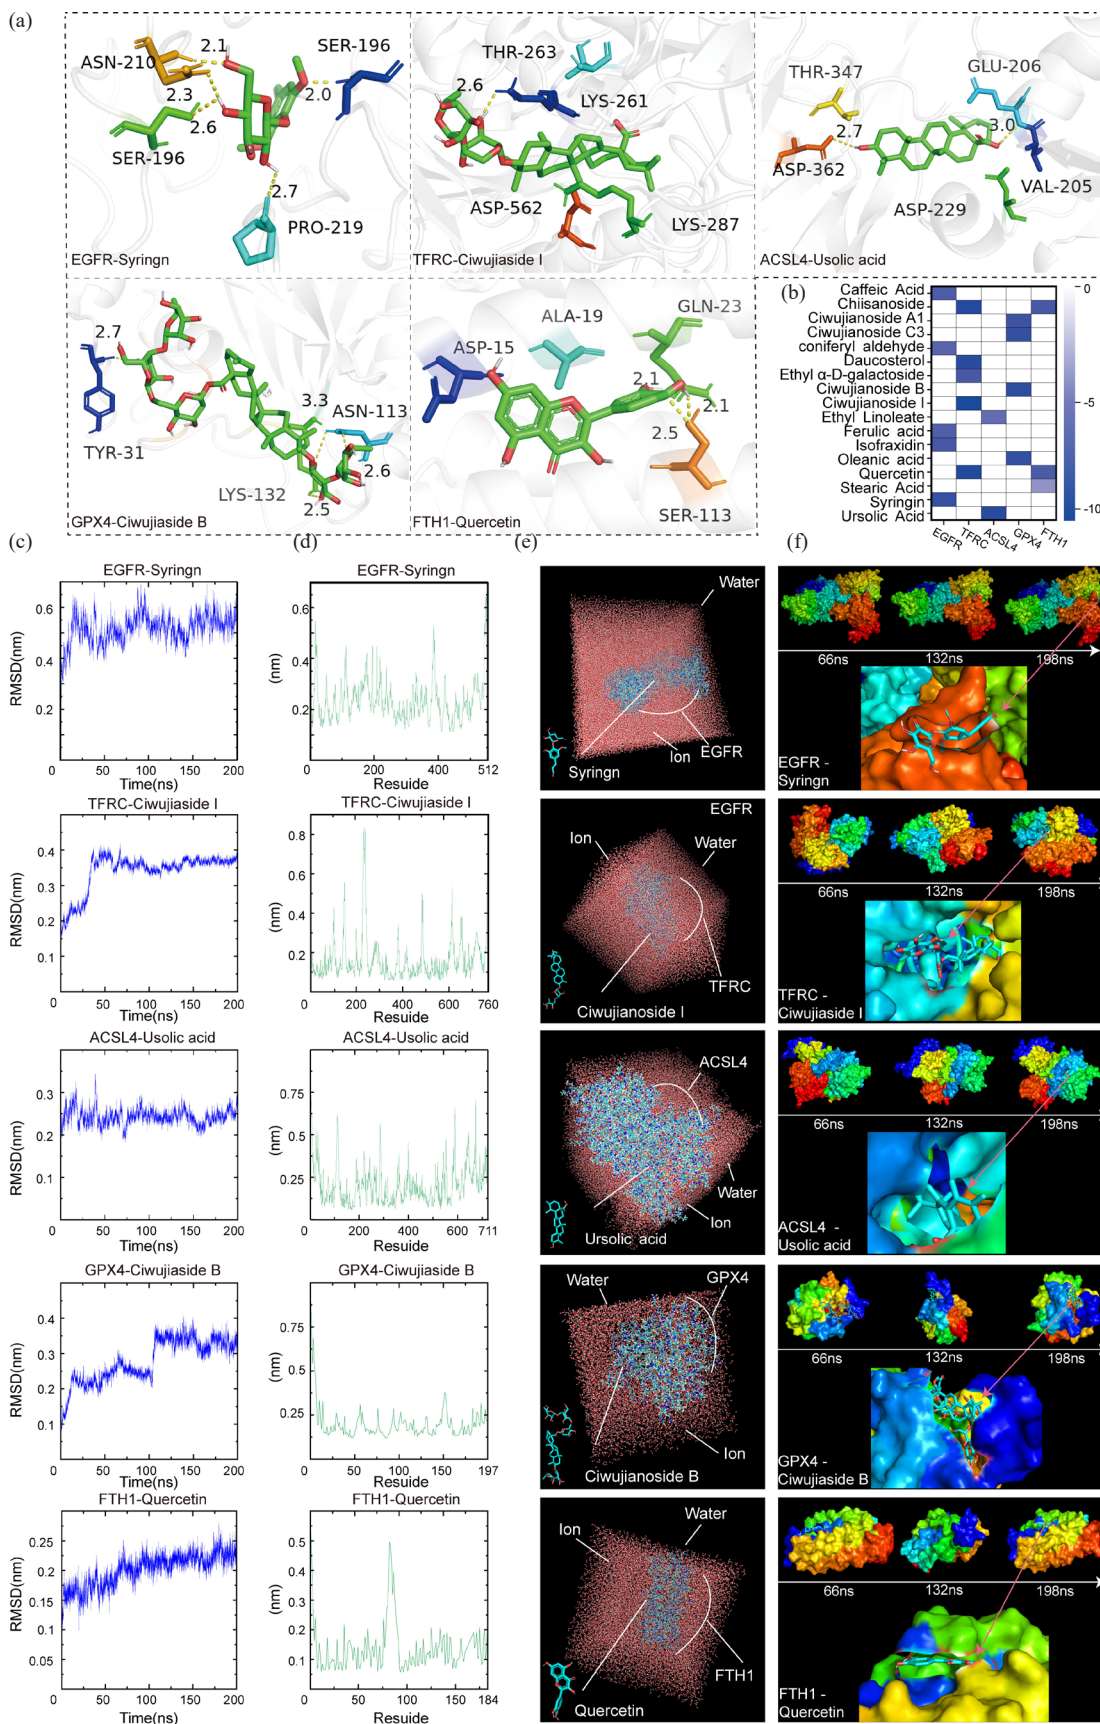 (a)
ASN-210
2.1
SER-196
2.3
2.0
2.6
SER-196
2.7
PRO-219
EGFR-Syringn
THR-263
2.6
LYS-261
ASP-562
LYS-287
TFRC-Ciwujiaside I
THR-347
GLU-206
2.7
3.0
ASP-362
VAL-205
ASP-229
ACSL4-Usolic acid
2.7
3.3
ASN-113
TYR-31
LYS-132
2.6
2.5
GPX4-Ciwujiaside B
GLN-23
ALA-19
ASP-15
2.1
2.1
2.5
SER-113
FTH1-Quercetin
(b)
Caffeic Acid
Chiisanoside
Ciwujianoside A1
Ciwujianoside C3
coniferyl aldehyde
Daucosterol
Ethyl α-D-galactoside
Ciwujianoside B
Ciwujianoside I
Ethyl Linoleate
Ferulic acid
Isofraxidin
Oleanic acid
Quercetin
Stearic Acid
Syringin
Ursolic Acid
EGFR
TFRC
ACSL4
GPX4
FTH1
0
-5
-10
(c)
(d)
(e)
(f)
EGFR-Syringn
RMSD(nm)
0.6
0.4
0.2
0 50 100 150 200
Time(ns)
EGFR-Syringn
(nm)
0.6
0.4
0.2
0 200 400 512
Resuide
Water
EGFR
Ion
Syringn
66ns
132ns
198ns
EGFR -
Syringn
TFRC-Ciwujiaside I
RMSD(nm)
0.4
0.3
0.2
0.1
0 50 100 150 200
Time(ns)
TFRC-Ciwujiaside I
(nm)
0.8
0.6
0.4
0.2
0 200 400 600 760
Resuide
EGFR
Ion
Water
TFRC
Ciwujianoside I
66ns
132ns
198ns
TFRC -
Ciwujiaside I
ACSL4-Usolic acid
RMSD(nm)
0.4
0.3
0.2
0.1
0 50 100 150 200
Time(ns)
ACSL4-Usolic acid
(nm)
0.75
0.5
0.25
0 200 400 600 711
Resuide
ACSL4
Water
Ion
Ursolic acid
66ns
132ns
198ns
ACSL4 -
Usolic acid
GPX4-Ciwujiaside B
RMSD(nm)
0.4
0.3
0.2
0.1
0 50 100 150 200
Time(ns)
GPX4-Ciwujiaside B
(nm)
0.75
0.5
0.25
0 50 100 150 197
Resuide
Water
GPX4
Ion
Ciwujianoside B
66ns
132ns
198ns
GPX4 -
Ciwujiaside B
FTH1-Quercetin
RMSD(nm)
0.25
0.2
0.15
0.1
0.05
0 50 100 150 200
Time(ns)
FTH1-Quercetin
(nm)
0.5
0.4
0.3
0.2
0.1
0 50 100 150 184
Resuide
Ion
Water
FTH1
Quercetin
66ns
132ns
198ns
FTH1 -
Quercetin